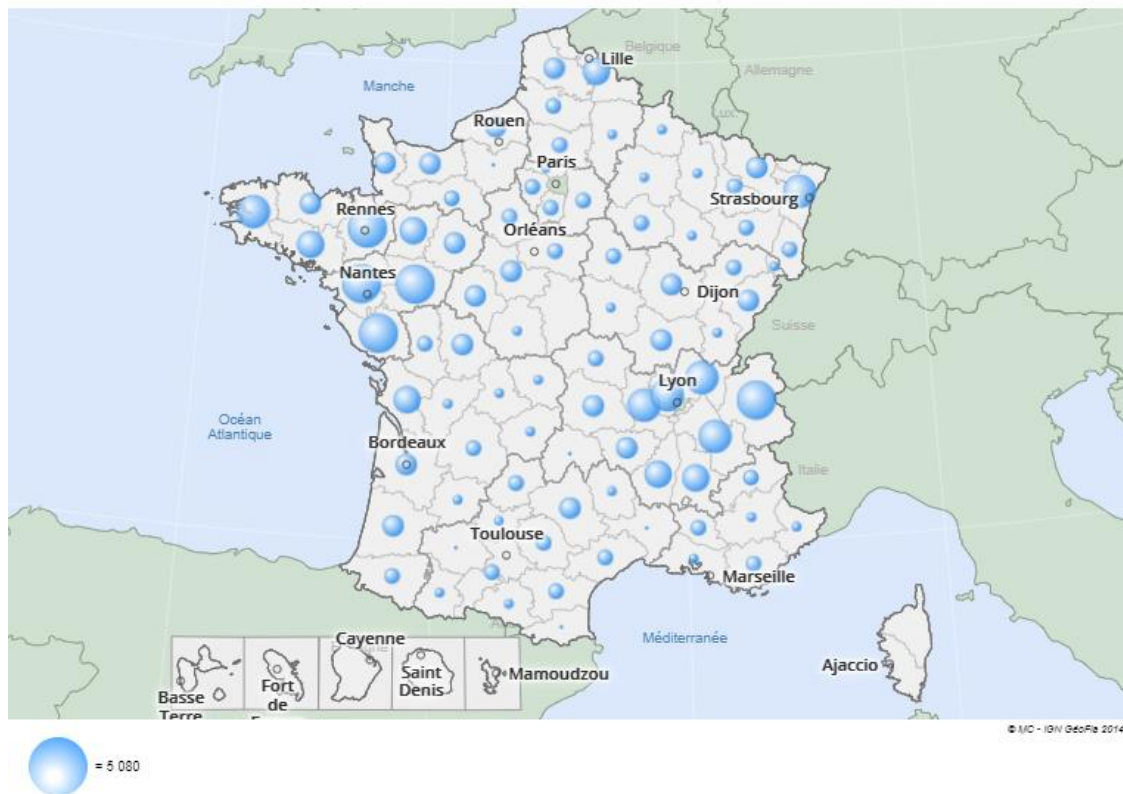 Belgique
Lille
Allemagne
Manche
Lux.
Rouen
Paris
Strasbourg
Rennes
Orléans
Nantes
Dijon
Suisse
Lyon
Océan
Atlantique
Bordeaux
Italie
Toulouse
Marseille
Méditerranée
Cayenne
Ajaccio
Saint
Denis
Mamoudzou
Basse
Terre
Fort
de
© MC - IGN GéoFla 2014
= 5 080